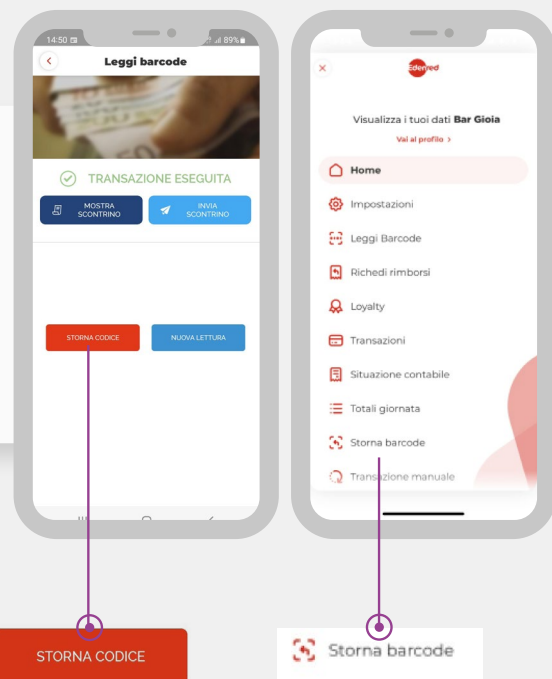 14:50
89%
Leggi barcode
TRANSAZIONE ESEGUITA
MOSTRA
SCONTRINO
INVIA
SCONTRINO
STORNA CODICE
NUOVA LETTURA
STORNA CODICE
Edenred
Visualizza i tuoi dati Bar Gioia
Vai al profilo >
Home
Impostazioni
Leggi Barcode
Richedi rimborsi
Loyalty
Transazioni
Situazione contabile
Totali giornata
Storna barcode
Transazione manuale
Storna barcode